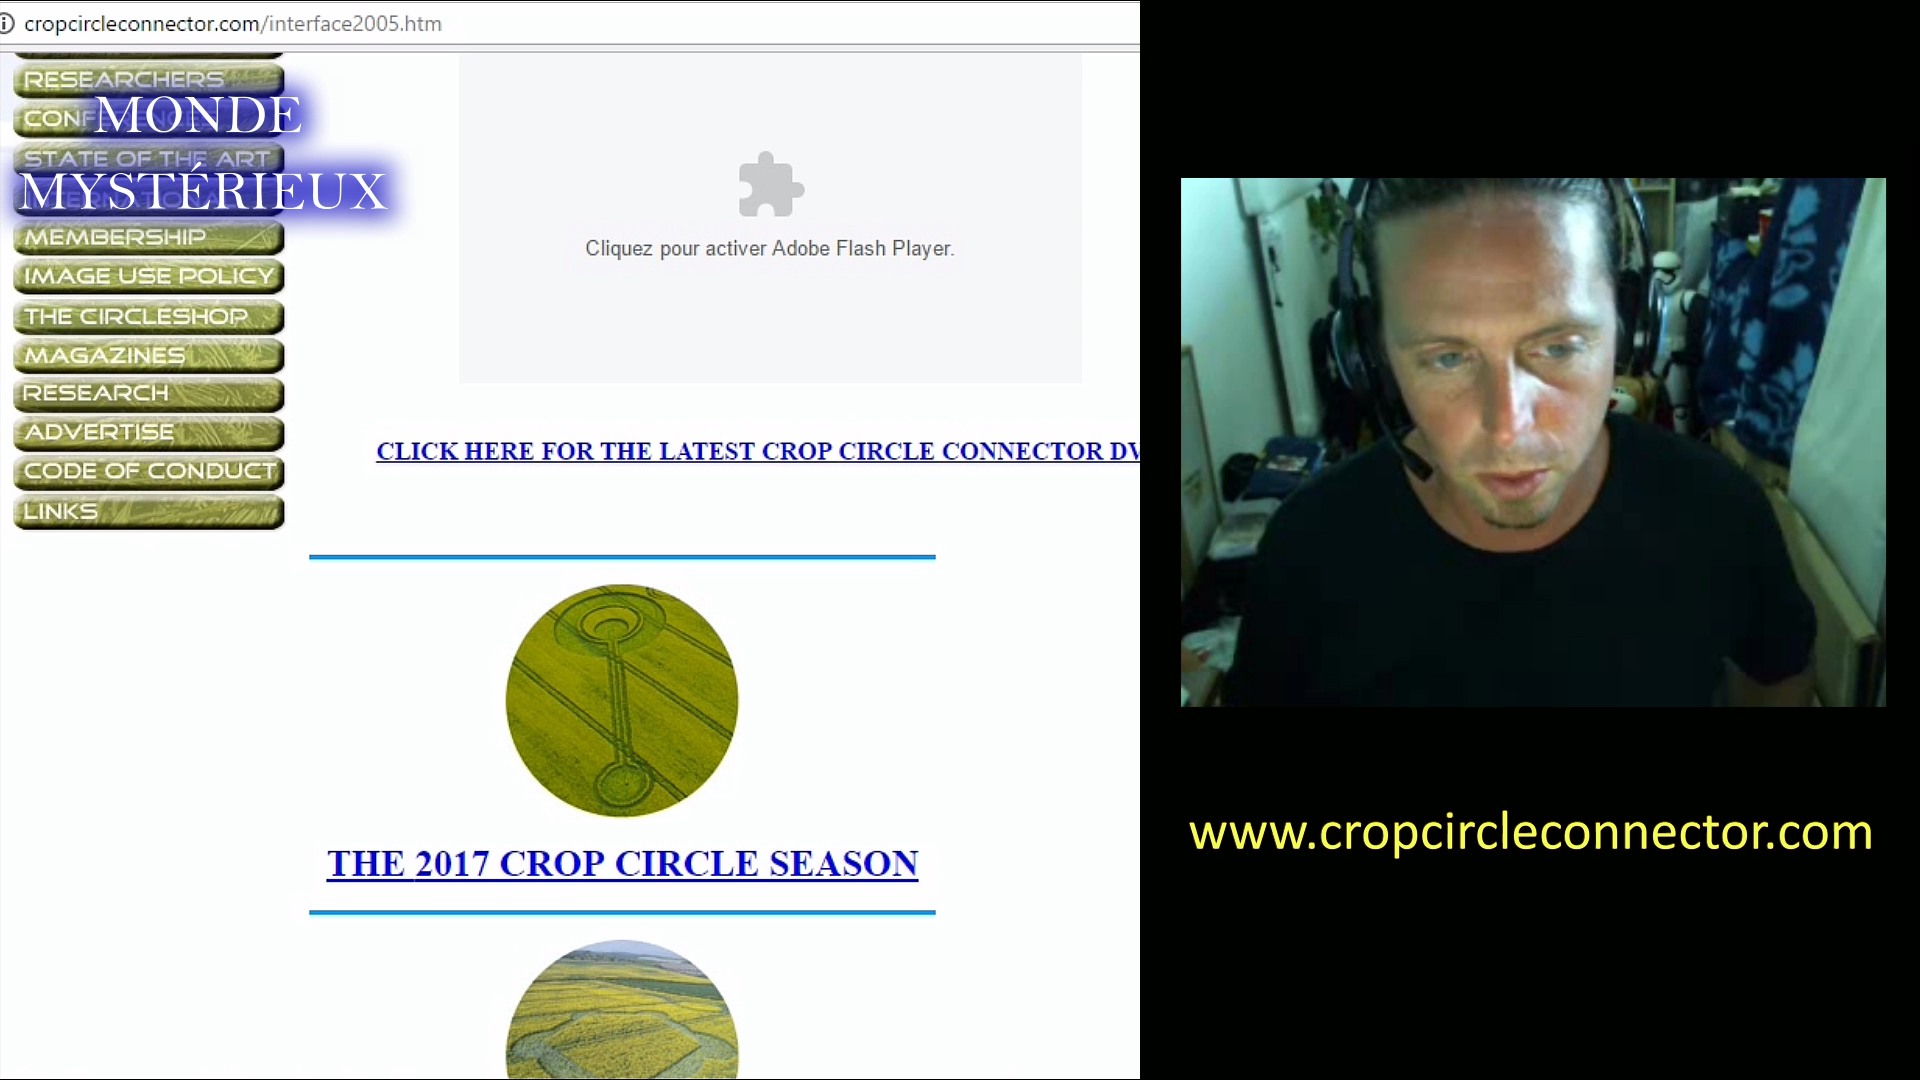 cropcircleconnector.com/interface2005.htm
RESEARCHERS
CONFERENCES
STATE OF THE ART
INTERNATIONAL
MONDE
MYSTÉRIEUX
MEMBERSHIP
IMAGE USE POLICY
THE CIRCLESHOP
MAGAZINES
RESEARCH
ADVERTISE
CODE OF CONDUCT
LINKS
Cliquez pour activer Adobe Flash Player.
CLICK HERE FOR THE LATEST CROP CIRCLE CONNECTOR DV
THE 2017 CROP CIRCLE SEASON
www.cropcircleconnector.com